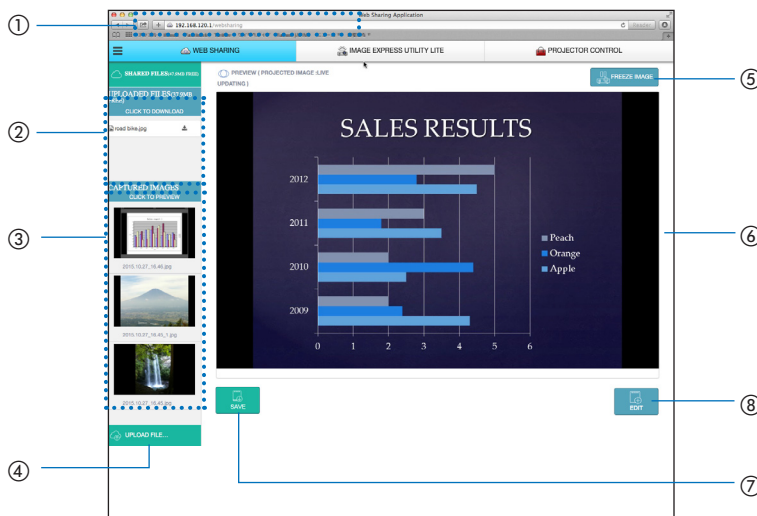 ①
Web Sharing Application
192.168.120.1/websharing
Reader
WEB SHARING
IMAGE EXPRESS UTILITY LITE
PROJECTOR CONTROL
SHARED FILES
PREVIEW ( PROJECTED IMAGE :LIVE
UPDATING )
FREEZE IMAGE
⑤
UPLOADED FILES
CLICK TO DOWNLOAD
②
road bike.jpg
CAPTURED IMAGES
CLICK TO PREVIEW
③
2015.10.27_16.46.jpg
2015.10.27_16.45_1.jpg
2015.10.27_16.45.jpg
SALES RESULTS
2012
2011
2010
2009
0 1 2 3 4 5 6
Peach
Orange
Apple
⑥
SAVE
EDIT
⑧
UPLOAD FILE...
④
⑦